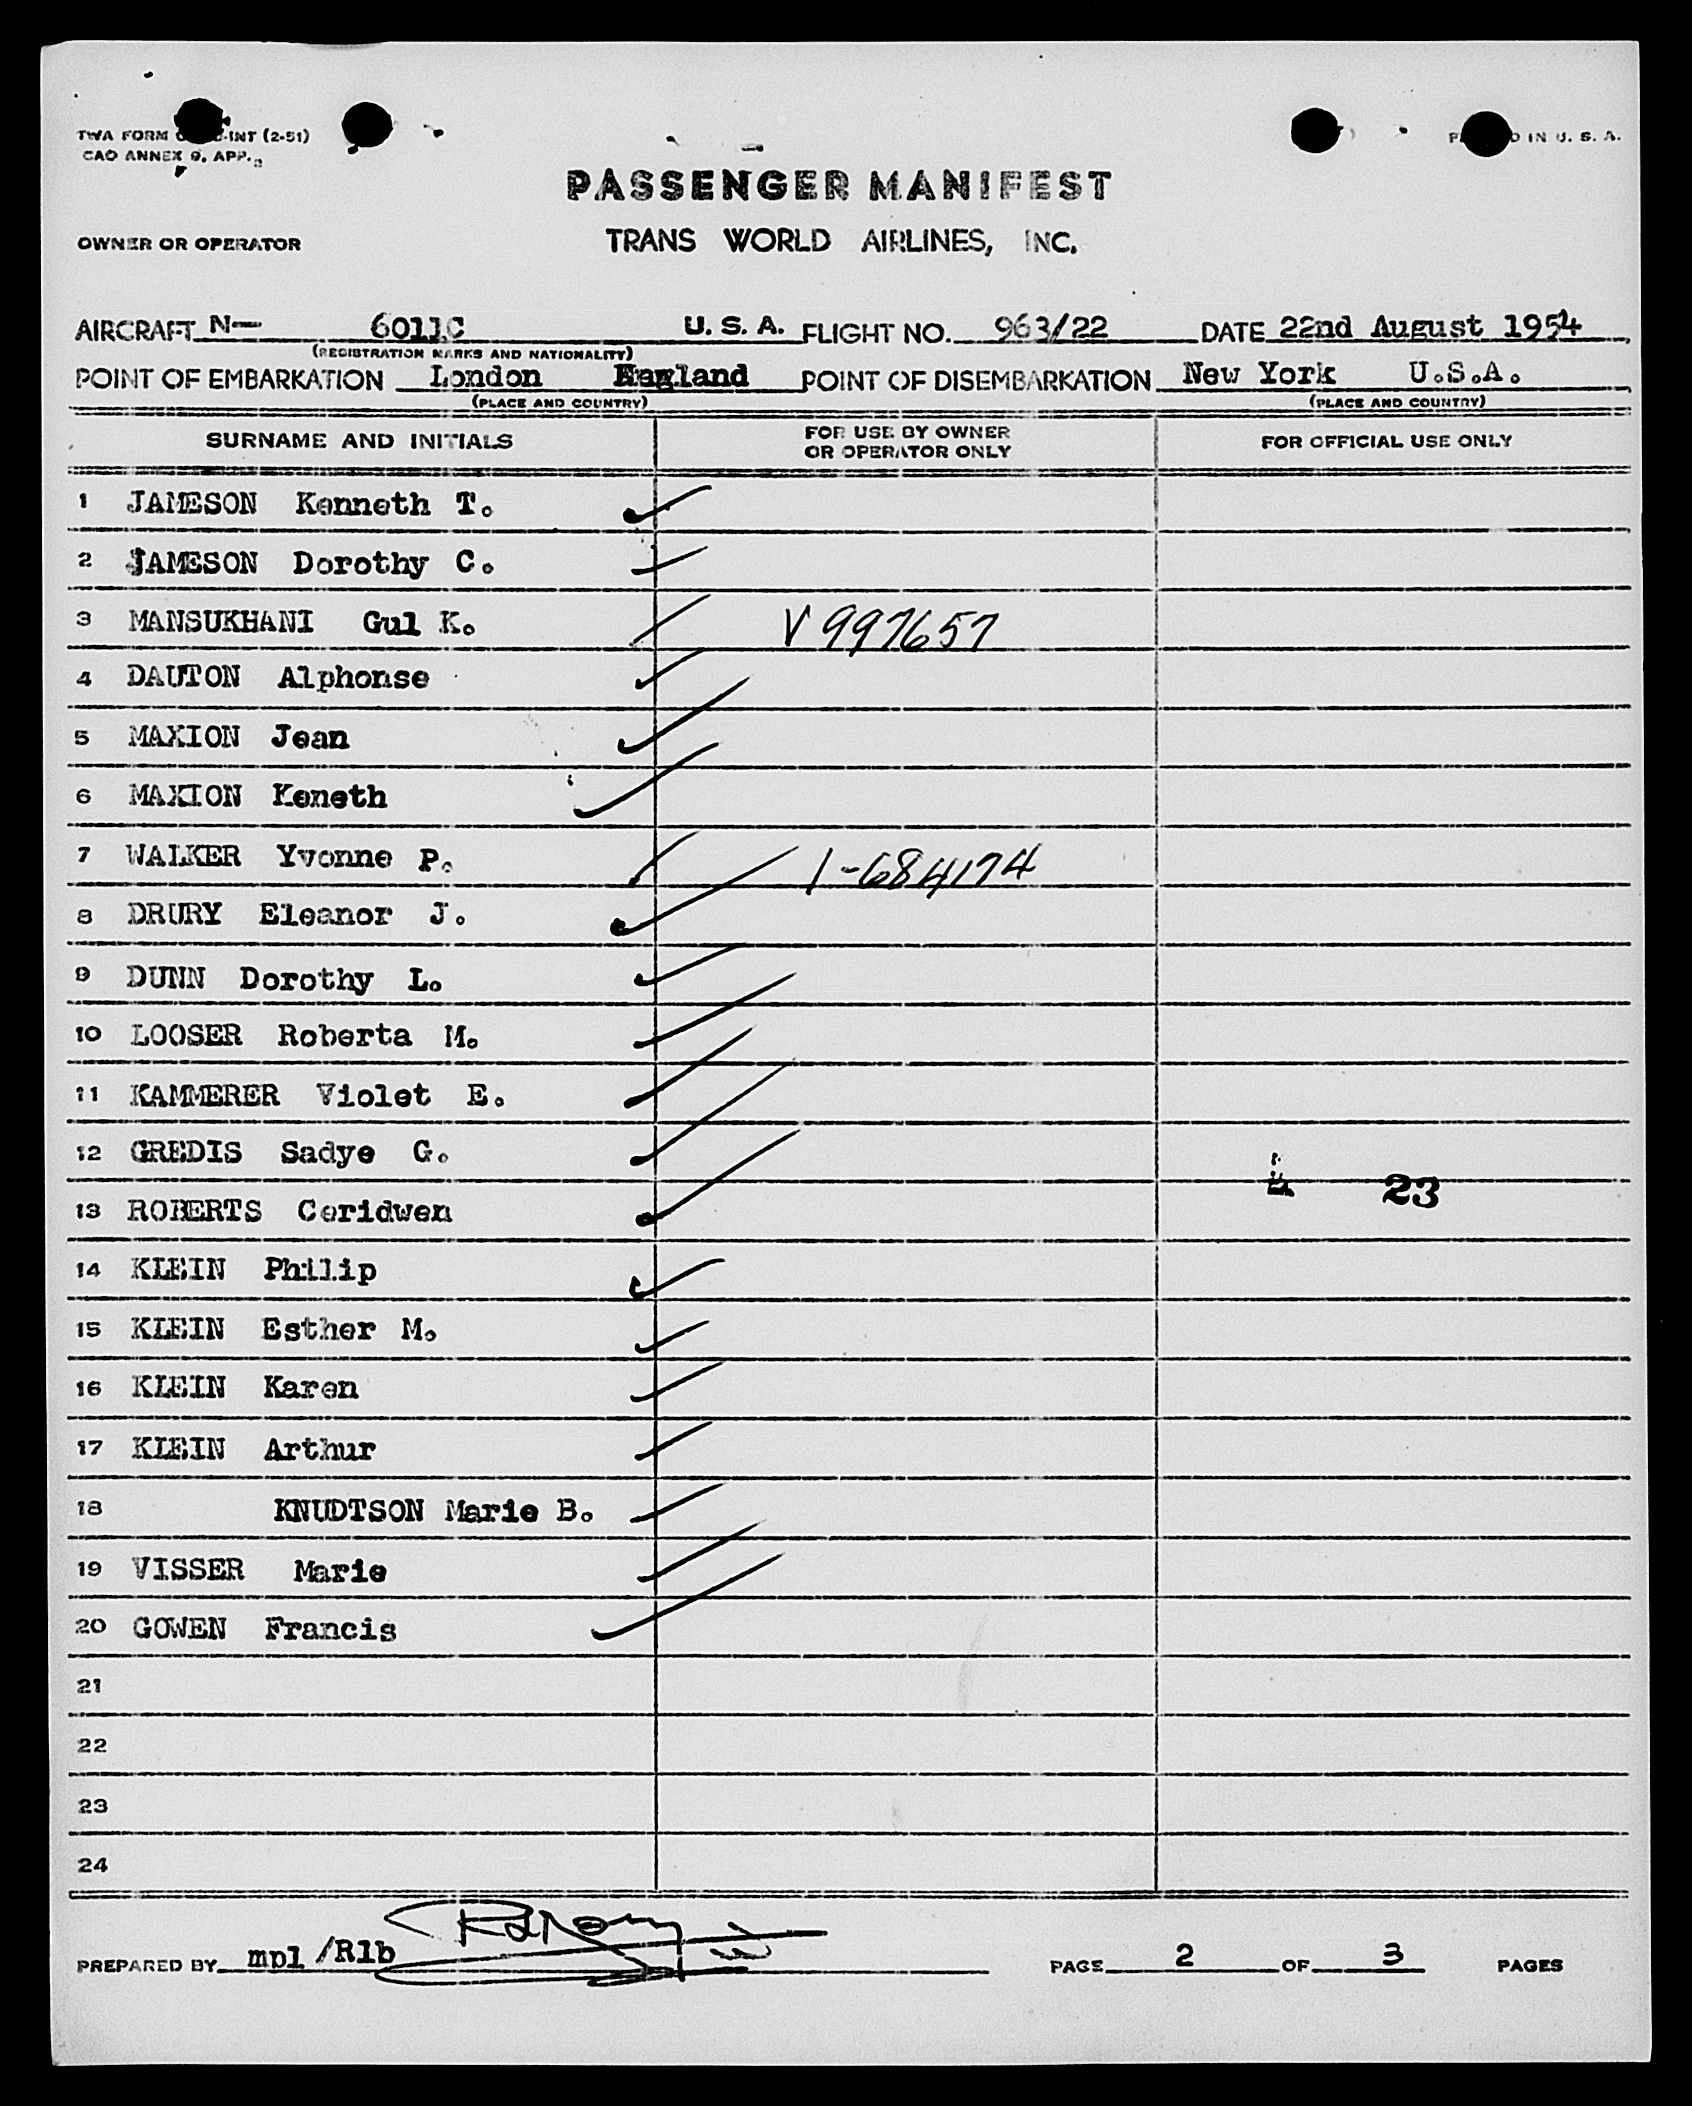 TWA FORM -INT (2-51)
CAO ANNEX 9, APP.
IN U. S. A.
PASSENGER MANIFEST
OWNER OR OPERATOR
TRANS WORLD AIRLINES, INC.
AIRCRAFT N- 6011C U. S. A. FLIGHT NO. 963/22 DATE 22nd August 1954
(REGISTRATION MARKS AND NATIONALITY)
POINT OF EMBARKATION London England POINT OF DISEMBARKATION New York U.S.A.
(PLACE AND COUNTRY) (PLACE AND COUNTRY)
SURNAME AND INITIALS FOR USE BY OWNER OR OPERATOR ONLY FOR OFFICIAL USE ONLY
1 JAMESON Kenneth T.
2 JAMESON Dorothy C.
3 MANSUKHANI Gul K. V 997657
4 DAUTON Alphonse
5 MAXION Jean
6 MAXION Keneth
7 WALKER Yvonne P. 1-684174
8 DRURY Eleanor J.
9 DUNN Dorothy L.
10 LOOSER Roberta M.
11 KAMMERER Violet E.
12 GREDIS Sadye G.
23
13 ROBERTS Ceridwen
14 KLEIN Phillip
15 KLEIN Esther M.
16 KLEIN Karen
17 KLEIN Arthur
18 KNUDTSON Marie B.
19 VISSER Marie
20 GOWEN Francis
21
22
23
24
PREPARED BY mpl /Rlb PAGE 2 OF 3 PAGES